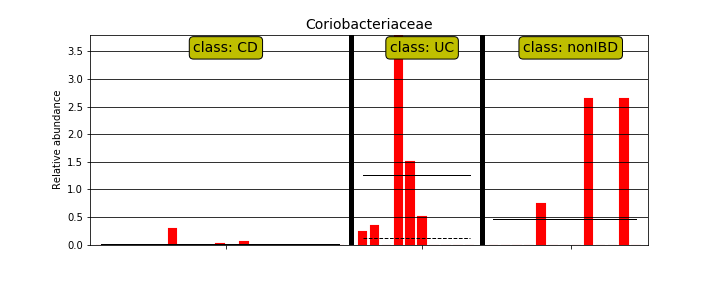 Coriobacteriaceae
class: CD
class: UC
class: nonIBD
Relative abundance
3.5
3.0
2.5
2.0
1.5
1.0
0.5
0.0